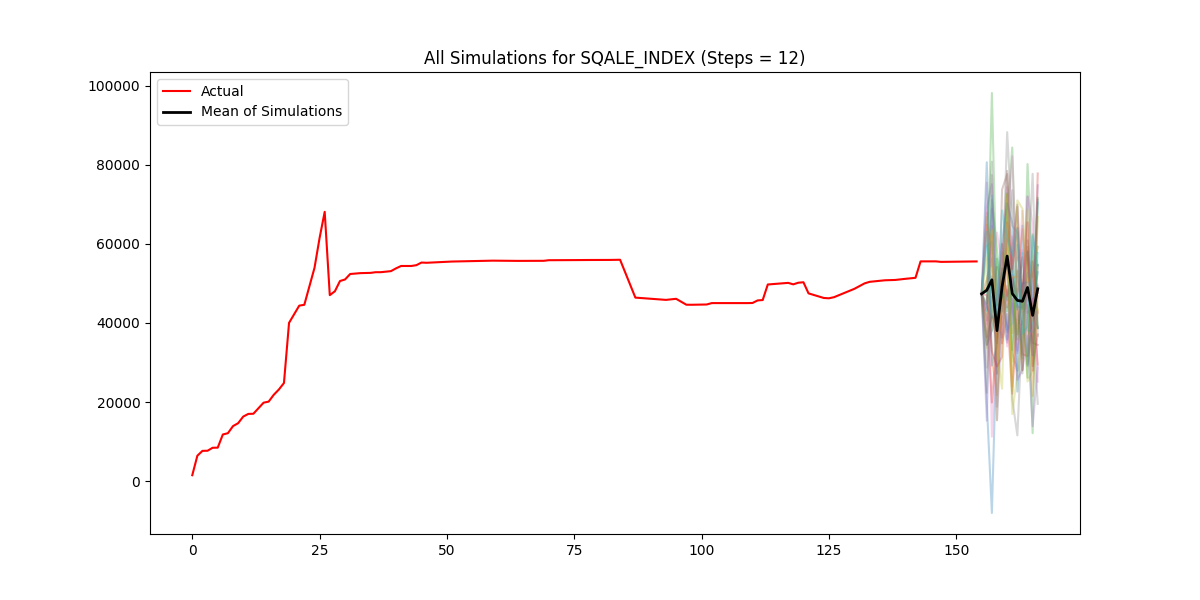 All Simulations for SQALE_INDEX (Steps = 12)
Actual
Mean of Simulations
100000
80000
60000
40000
20000
0
0 25 50 75 100 125 150